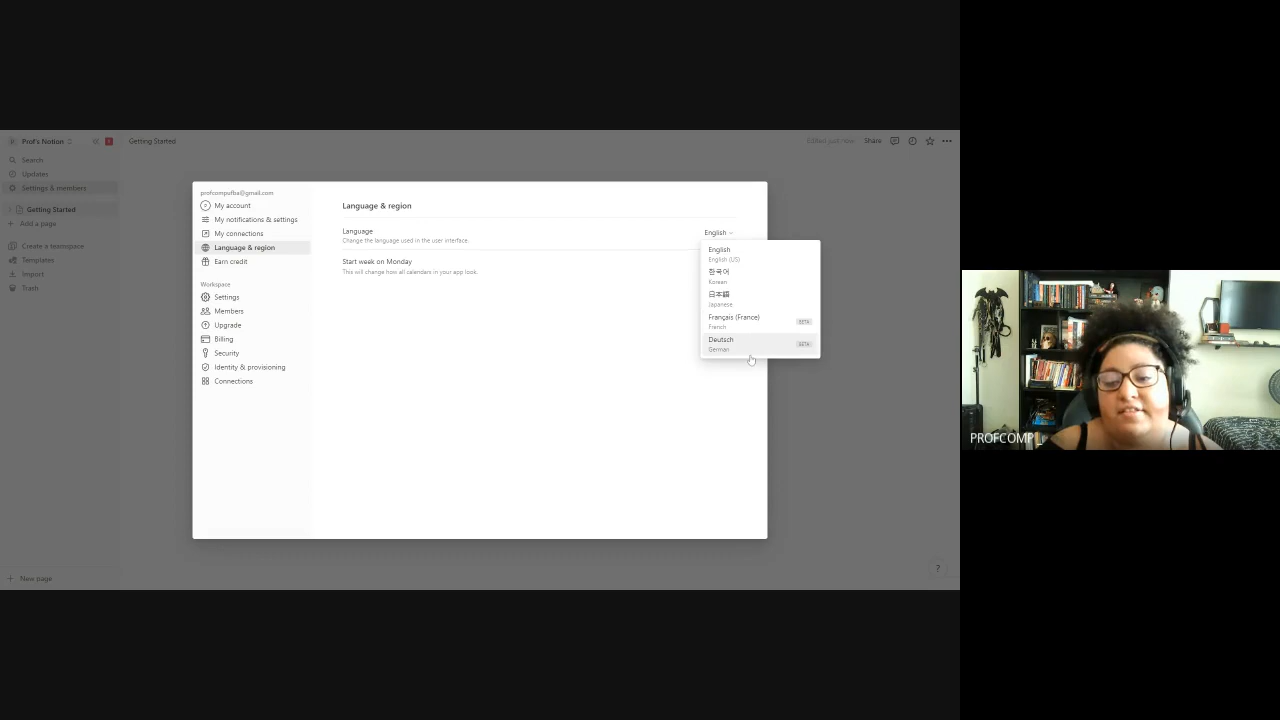 Prof's Notion
Getting Started
Edited just now
Share
Search
Updates
Settings & members
Getting Started
Add a page
Create a teamspace
Templates
Import
Trash
New page
profcompufba@gmail.com
My account
My notifications & settings
My connections
Language & region
Earn credit
Workspace
Settings
Members
Upgrade
Billing
Security
Identity & provisioning
Connections
Language & region
Language
Change the language used in the user interface.
English
Start week on Monday
This will change how all calendars in your app look.
English
English (US)
한국어
Korean
日本語
Japanese
Français (France)
BETA
French
Deutsch
BETA
German
?
PROFCOMP